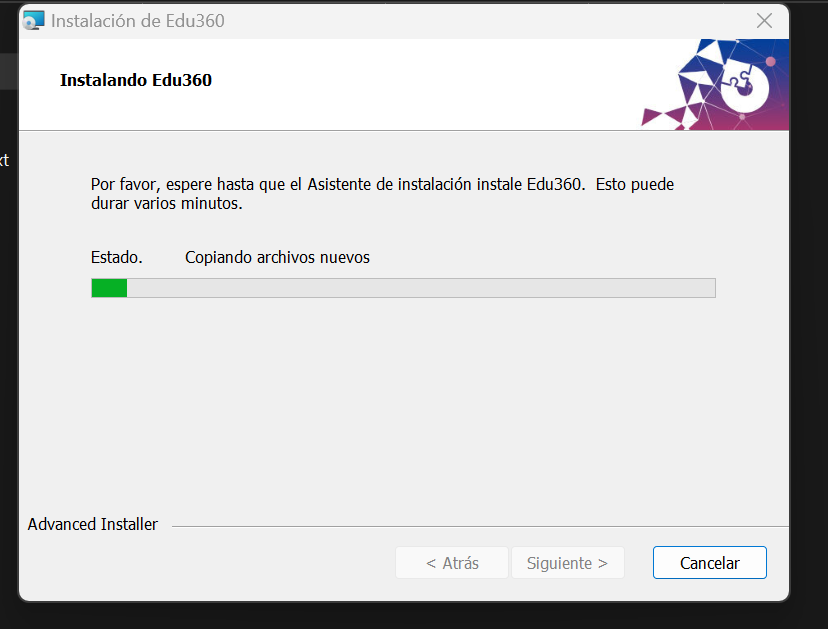 Instalación de Edu360
Instalando Edu360
xt
Por favor, espere hasta que el Asistente de instalación instale Edu360.  Esto puede
durar varios minutos.
Estado. Copiando archivos nuevos
Advanced Installer
< Atrás Siguiente > Cancelar